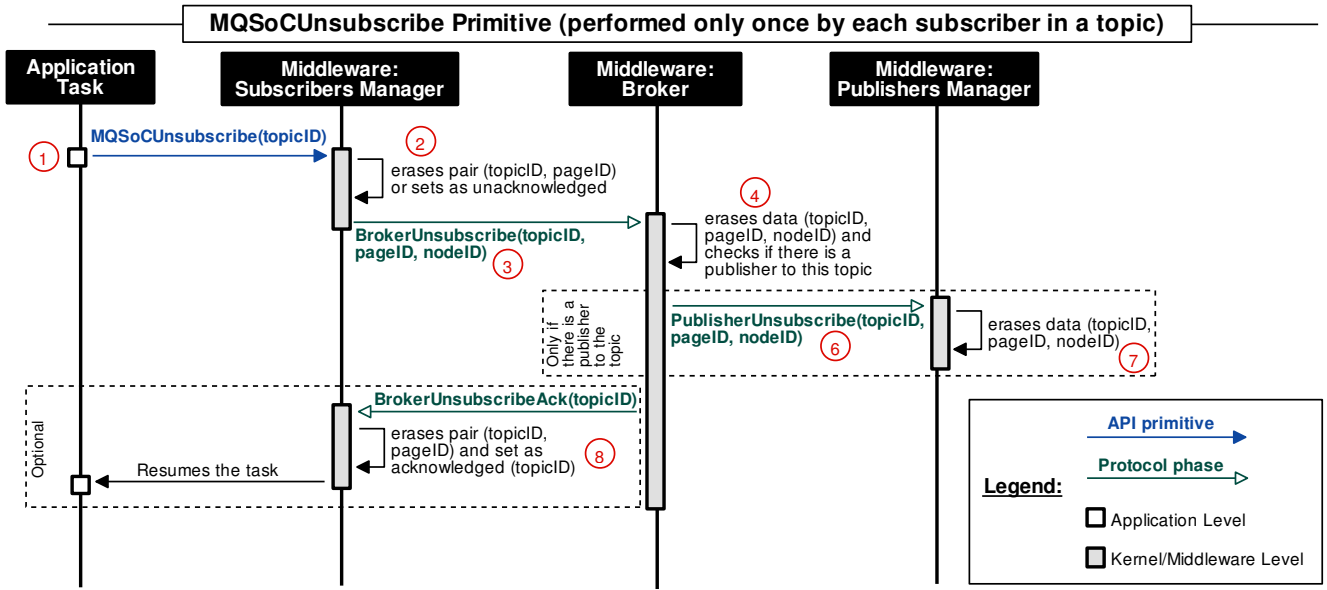 MQSoCUnsubscribe Primitive (performed only once by each subscriber in a topic)
Application
Task
Middleware:
Subscribers Manager
Middleware:
Broker
Middleware:
Publishers Manager
1
MQSoCUnsubscribe(topicID)
2
erases pair (topicID, pageID)
or sets as unacknowledged
BrokerUnsubscribe(topicID,
pageID, nodeID)
3
4
erases data (topicID,
pageID, nodeID) and
checks if there is a
publisher to this topic
Only if
there is a
publisher
to the
topic
PublisherUnsubscribe(topicID,
pageID, nodeID)
6
erases data (topicID,
pageID, nodeID)
7
Optional
BrokerUnsubscribeAck(topicID)
erases pair (topicID,
pageID) and set as
acknowledged (topicID)
8
Resumes the task
Legend:
API primitive
Protocol phase
Application Level
Kernel/Middleware Level